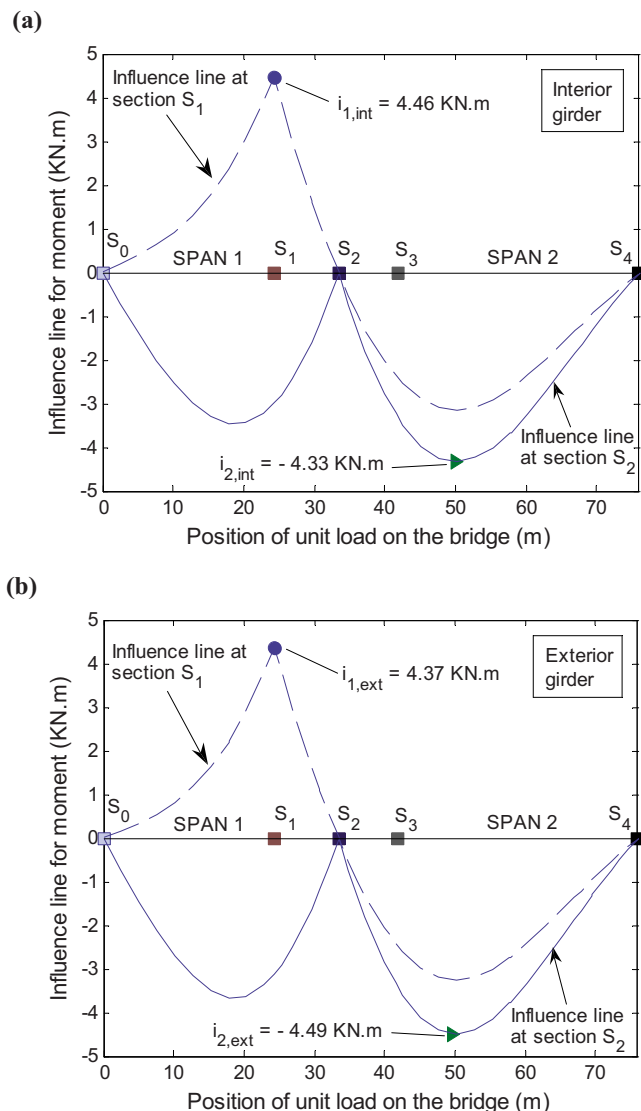 (a)
5
4
3
2
1
0
-1
-2
-3
-4
-5
Influence line for moment (KN.m)
Influence line at
section S1
i1,int = 4.46 KN.m
Interior
girder
S0
SPAN 1
S1
S2
S3
SPAN 2
S4
i2,int = - 4.33 KN.m
Influence line
at section S2
0 10 20 30 40 50 60 70
Position of unit load on the bridge (m)
(b)
5
4
3
2
1
0
-1
-2
-3
-4
-5
Influence line for moment (KN.m)
Influence line at
section S1
i1,ext = 4.37 KN.m
Exterior
girder
S0
SPAN 1
S1
S2
S3
SPAN 2
S4
i2,ext = - 4.49 KN.m
Influence line
at section S2
0 10 20 30 40 50 60 70
Position of unit load on the bridge (m)